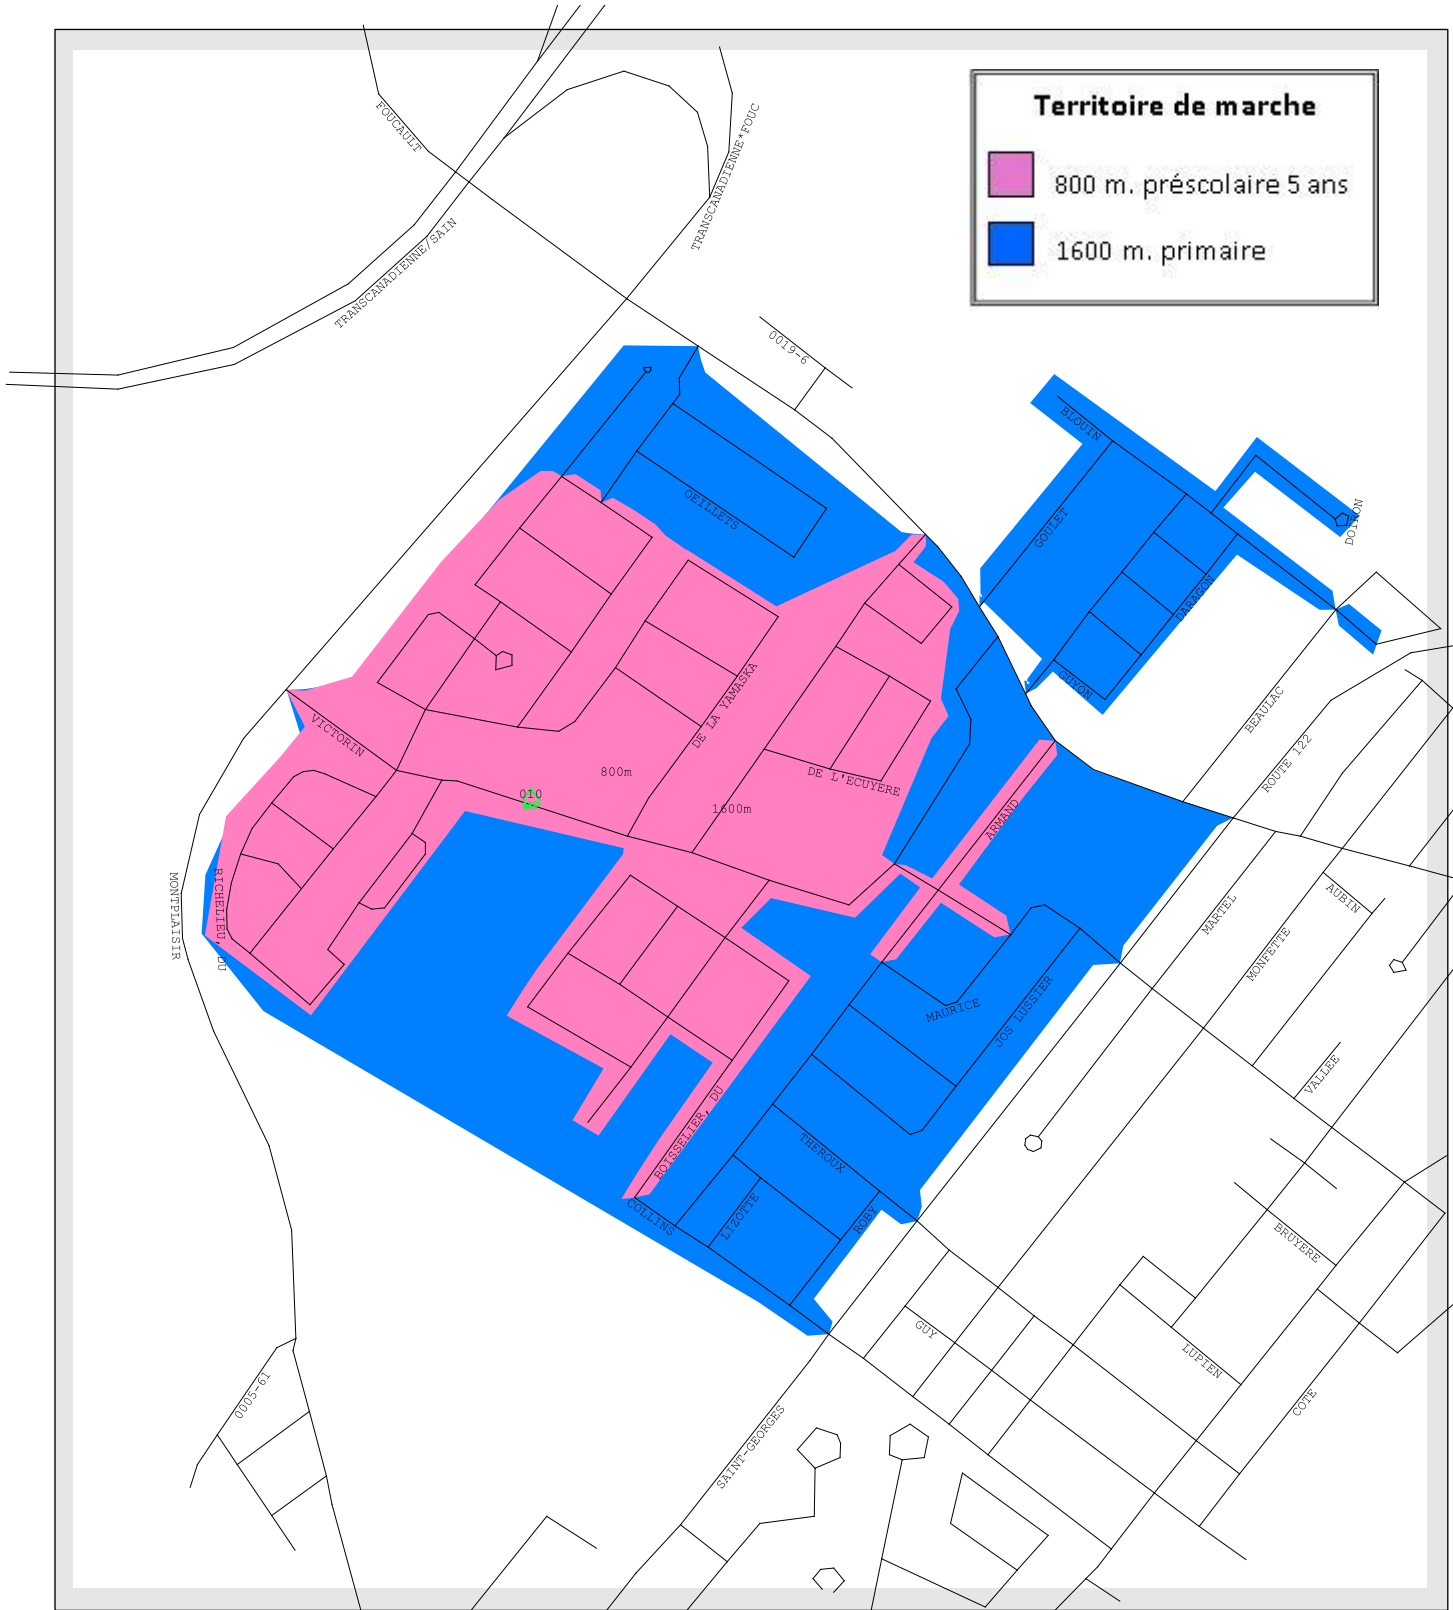 Territoire de marche
800 m. préscolaire 5 ans
1600 m. primaire
FOUCAULT
TRANSCANADIENNE*FOUC
TRANSCANADIENNE/SAIN
0019-6
BLOUIN
OEILLETS
GOULET
DOIRON
DARAGON
GUYON
VICTORIN
DE LA YAMASKA
BEAULAC
ROUTE 122
800m
DE L'ECUYERE
010
1600m
ARMAND
RICHELIEU, DU
MONTPLAISIR
AUBIN
MARTEL
MONFETTE
MAURICE
JOS LUSSIER
VALLEE
BOISSELIER, DU
THEROUX
COLLINS
LIZOTTE
ROBY
BRUYERE
GUY
LUPIEN
0005-61
COTE
SAINT-GEORGES